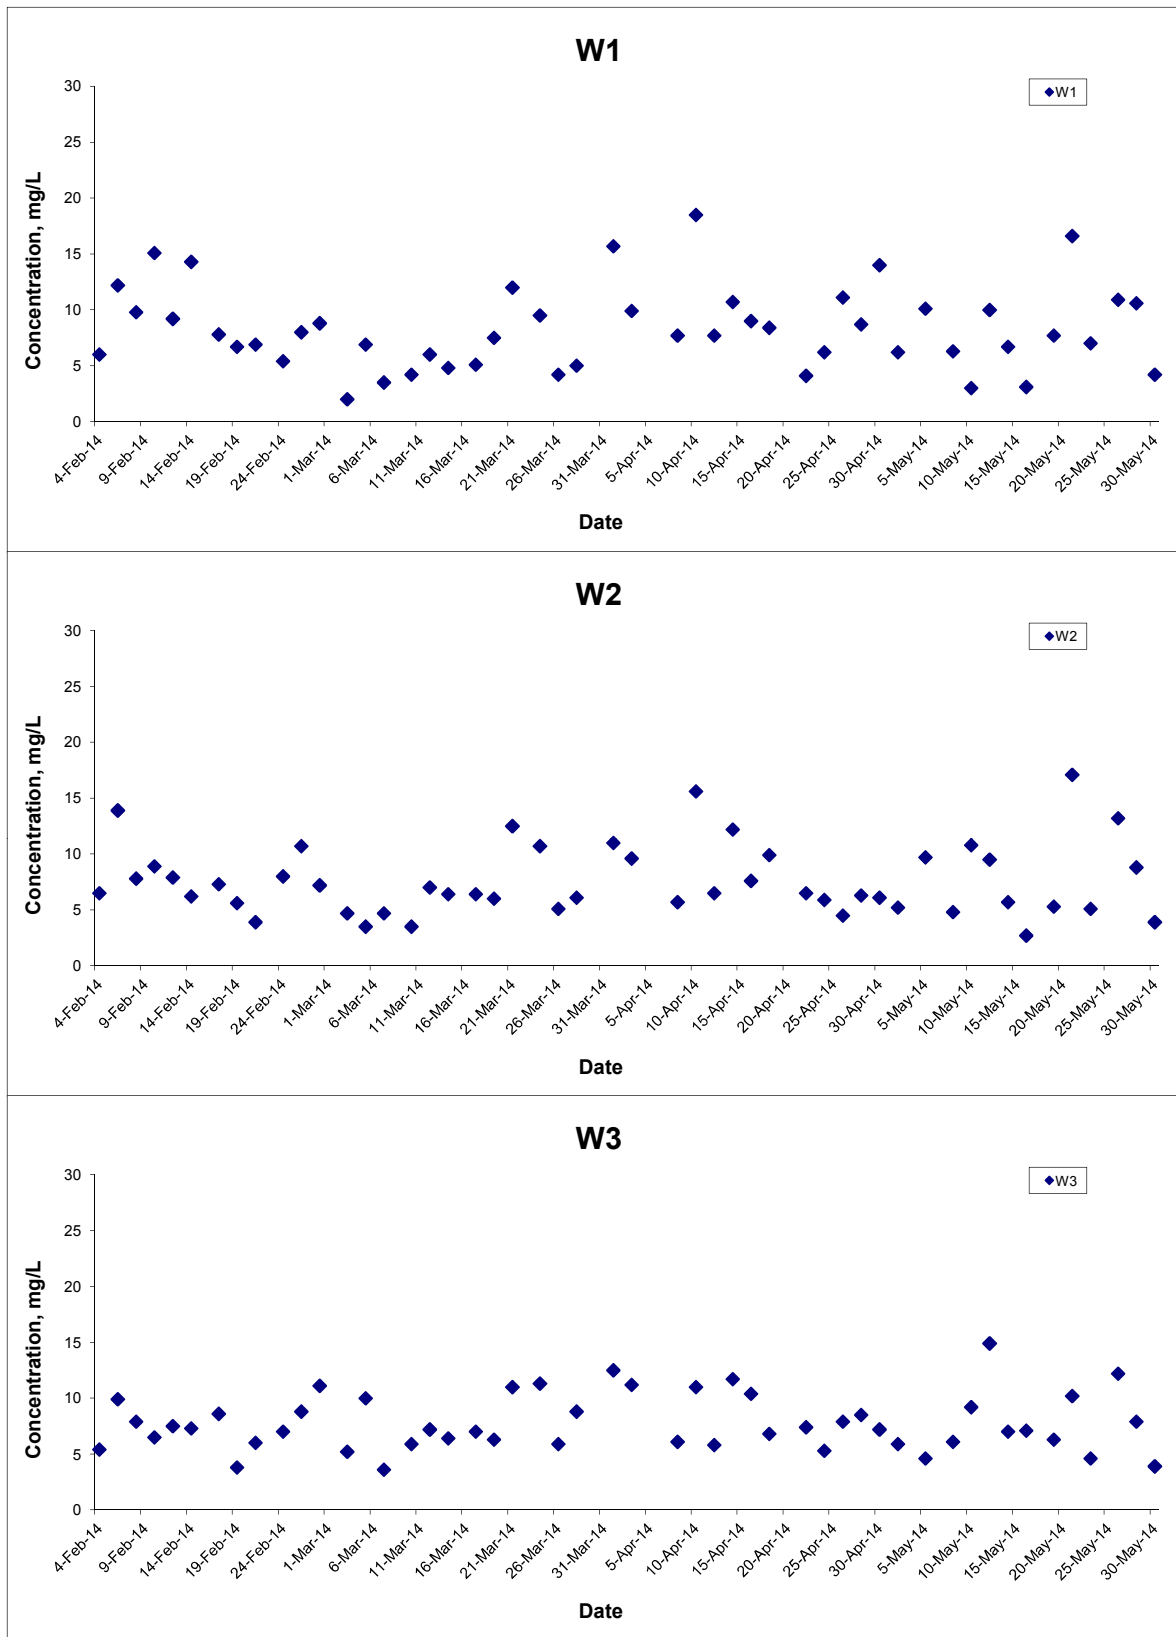 W1
W1
Concentration, mg/L
30
25
20
15
10
5
0
4-Feb-14
9-Feb-14
14-Feb-14
19-Feb-14
24-Feb-14
1-Mar-14
6-Mar-14
11-Mar-14
16-Mar-14
21-Mar-14
26-Mar-14
31-Mar-14
5-Apr-14
10-Apr-14
15-Apr-14
20-Apr-14
25-Apr-14
30-Apr-14
5-May-14
10-May-14
15-May-14
20-May-14
25-May-14
30-May-14
Date
W2
W2
Concentration, mg/L
30
25
20
15
10
5
0
4-Feb-14
9-Feb-14
14-Feb-14
19-Feb-14
24-Feb-14
1-Mar-14
6-Mar-14
11-Mar-14
16-Mar-14
21-Mar-14
26-Mar-14
31-Mar-14
5-Apr-14
10-Apr-14
15-Apr-14
20-Apr-14
25-Apr-14
30-Apr-14
5-May-14
10-May-14
15-May-14
20-May-14
25-May-14
30-May-14
Date
W3
W3
Concentration, mg/L
30
25
20
15
10
5
0
4-Feb-14
9-Feb-14
14-Feb-14
19-Feb-14
24-Feb-14
1-Mar-14
6-Mar-14
11-Mar-14
16-Mar-14
21-Mar-14
26-Mar-14
31-Mar-14
5-Apr-14
10-Apr-14
15-Apr-14
20-Apr-14
25-Apr-14
30-Apr-14
5-May-14
10-May-14
15-May-14
20-May-14
25-May-14
30-May-14
Date